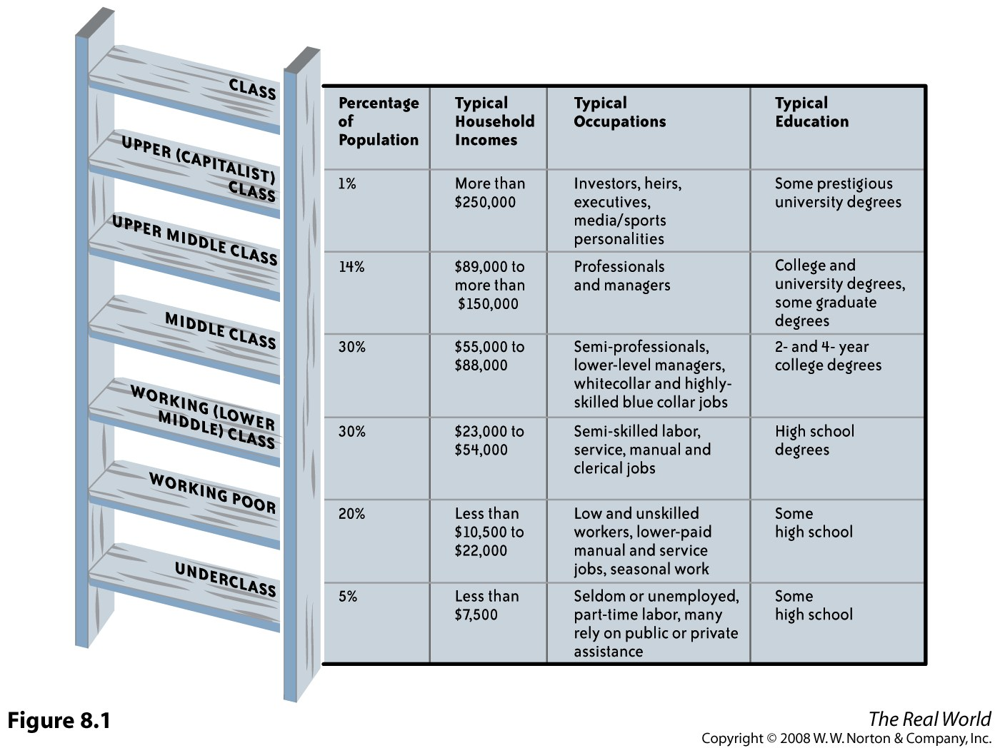 CLASS
Percentage
of
Population
Typical
Household
Incomes
Typical
Occupations
Typical
Education
UPPER (CAPITALIST)
CLASS
1%
More than
$250,000
Investors, heirs,
executives,
media/sports
personalities
Some prestigious
university degrees
UPPER MIDDLE CLASS
14%
$89,000 to
more than
$150,000
Professionals
and managers
College and
university degrees,
some graduate
degrees
MIDDLE CLASS
30%
$55,000 to
$88,000
Semi-professionals,
lower-level managers,
whitecollar and highly-
skilled blue collar jobs
2- and 4- year
college degrees
WORKING (LOWER
MIDDLE) CLASS
30%
$23,000 to
$54,000
Semi-skilled labor,
service, manual and
clerical jobs
High school
degrees
WORKING POOR
20%
Less than
$10,500 to
$22,000
Low and unskilled
workers, lower-paid
manual and service
jobs, seasonal work
Some
high school
UNDERCLASS
5%
Less than
$7,500
Seldom or unemployed,
part-time labor, many
rely on public or private
assistance
Some
high school
Figure 8.1
The Real World
Copyright © 2008 W. W. Norton & Company, Inc.